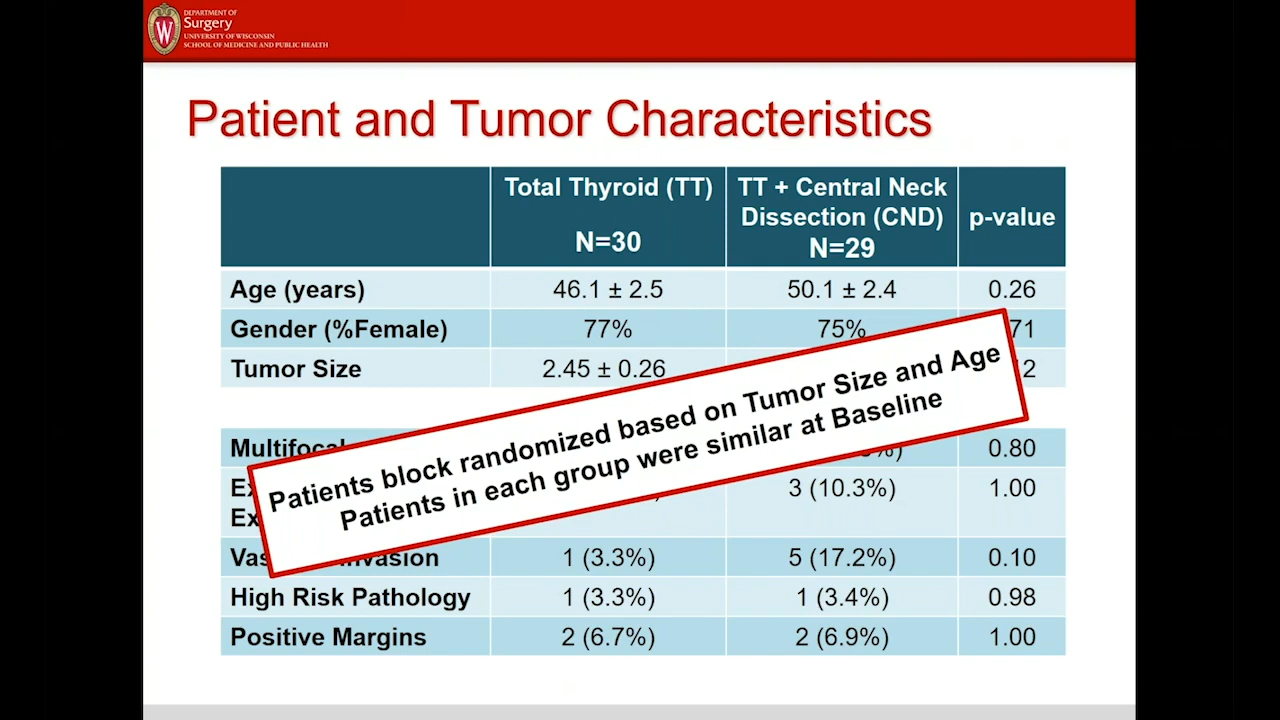 DEPARTMENT OF
Surgery
UNIVERSITY OF WISCONSIN
SCHOOL OF MEDICINE AND PUBLIC HEALTH
Patient and Tumor Characteristics
Total Thyroid (TT) TT + Central Neck
Dissection (CND) p-value
N=30 N=29
Age (years) 46.1 ± 2.5 50.1 ± 2.4 0.26
Gender (%Female) 77% 75% 71
Tumor Size 2.45 ± 0.26 2
Patients block randomized based on Tumor Size and Age
Patients in each group were similar at Baseline
0.80
3 (10.3%) 1.00
1 (3.3%) 5 (17.2%) 0.10
High Risk Pathology 1 (3.3%) 1 (3.4%) 0.98
Positive Margins 2 (6.7%) 2 (6.9%) 1.00